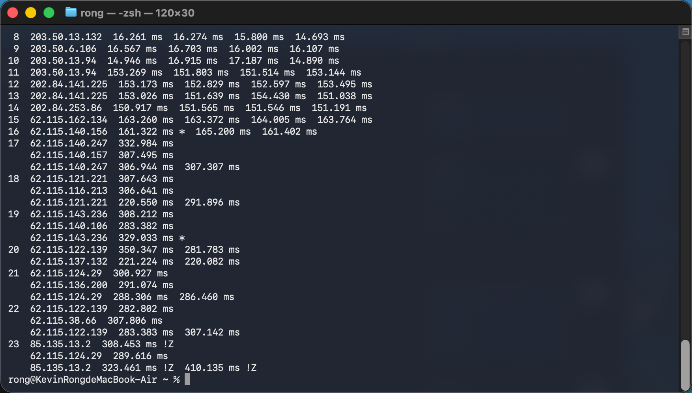 rong — -zsh — 120×30
8  203.50.13.132  16.261 ms  16.274 ms  15.800 ms  14.693 ms
9  203.50.6.106  16.567 ms  16.703 ms  16.002 ms  16.107 ms
10  203.50.13.94  14.946 ms  16.915 ms  17.187 ms  14.890 ms
11  203.50.13.94  153.269 ms  151.803 ms  151.514 ms  153.144 ms
12  202.84.141.225  153.173 ms  152.829 ms  152.597 ms  153.495 ms
13  202.84.141.225  153.026 ms  151.639 ms  154.430 ms  151.038 ms
14  202.84.253.86  150.917 ms  151.565 ms  151.546 ms  151.191 ms
15  62.115.162.134  163.260 ms  163.372 ms  164.005 ms  163.764 ms
16  62.115.140.156  161.322 ms *  165.200 ms  161.402 ms
17  62.115.140.247  332.984 ms
62.115.140.157  307.495 ms
62.115.140.247  306.944 ms  307.307 ms
18  62.115.121.221  307.643 ms
62.115.116.213  306.641 ms
62.115.121.221  220.550 ms  291.896 ms
19  62.115.143.236  308.212 ms
62.115.140.106  283.382 ms
62.115.143.236  329.033 ms *
20  62.115.122.139  350.347 ms  281.783 ms
62.115.137.132  221.224 ms  220.082 ms
21  62.115.124.29  300.927 ms
62.115.136.200  291.074 ms
62.115.124.29  288.306 ms  286.460 ms
22  62.115.122.139  282.802 ms
62.115.38.66  307.806 ms
62.115.122.139  283.383 ms  307.142 ms
23  85.135.13.2  308.453 ms !Z
62.115.124.29  289.616 ms
85.135.13.2  323.461 ms !Z  410.135 ms !Z
rong@KevinRongdeMacBook-Air ~ %